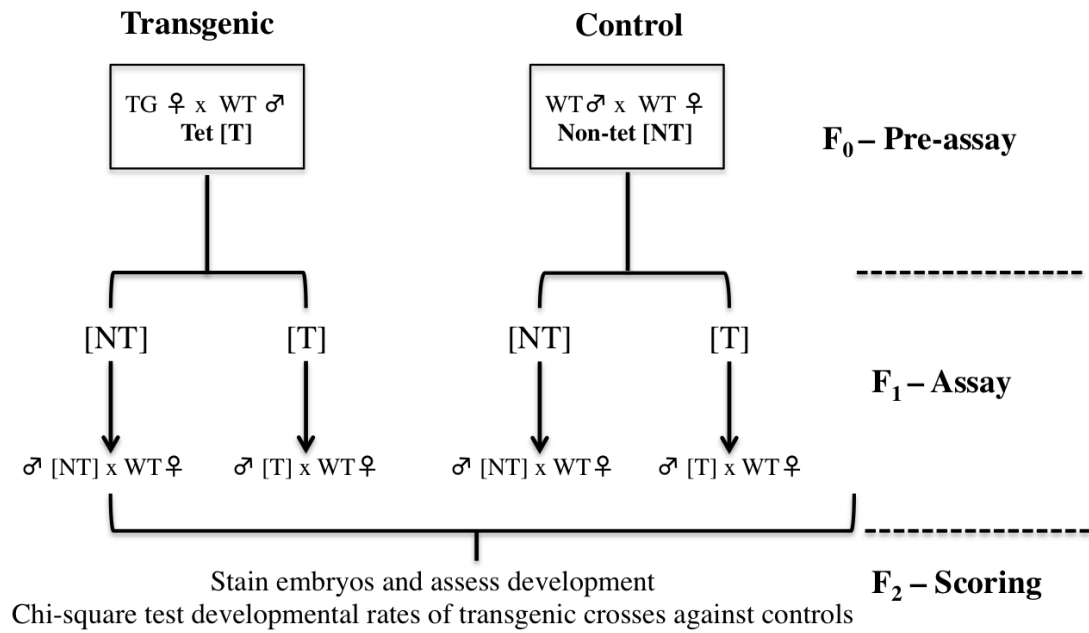 Transgenic
Control
TG ♀ x WT ♂
Tet [T]
WT♂ x WT ♀
Non-tet [NT]
F₀ – Pre-assay
[NT]
[T]
[NT]
[T]
F₁ – Assay
♂ [NT] x WT♀
♂ [T] x WT♀
♂ [NT] x WT♀
♂ [T] x WT♀
Stain embryos and assess development
Chi-square test developmental rates of transgenic crosses against controls
F₂ – Scoring